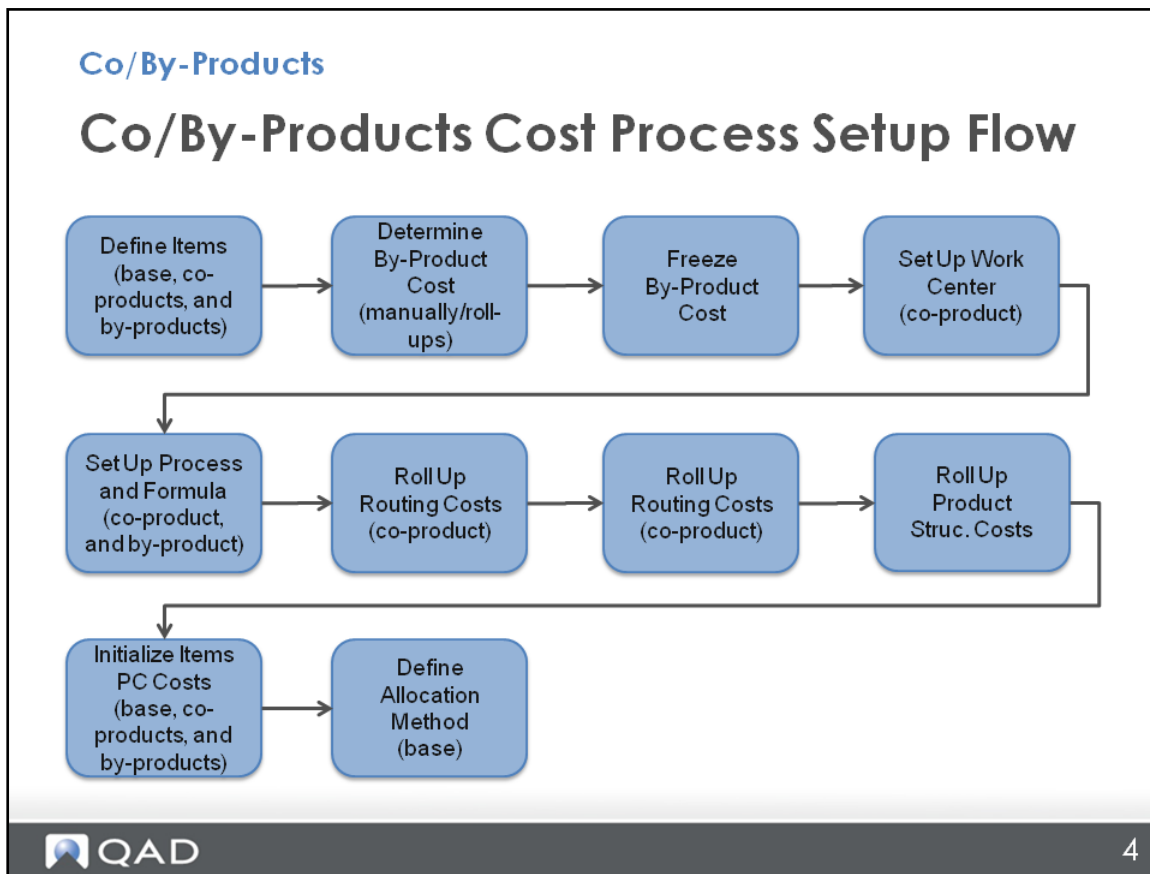 Co/By-Products
Co/By-Products Cost Process Setup Flow
Define Items
(base, co-
products, and
by-products)
Determine
By-Product
Cost
(manually/roll-
ups)
Freeze
By-Product
Cost
Set Up Work
Center
(co-product)
Set Up Process
and Formula
(co-product,
and by-product)
Roll Up
Routing Costs
(co-product)
Roll Up
Routing Costs
(co-product)
Roll Up
Product
Struc. Costs
Initialize Items
PC Costs
(base, co-
products, and
by-products)
Define
Allocation
Method
(base)
QAD
4